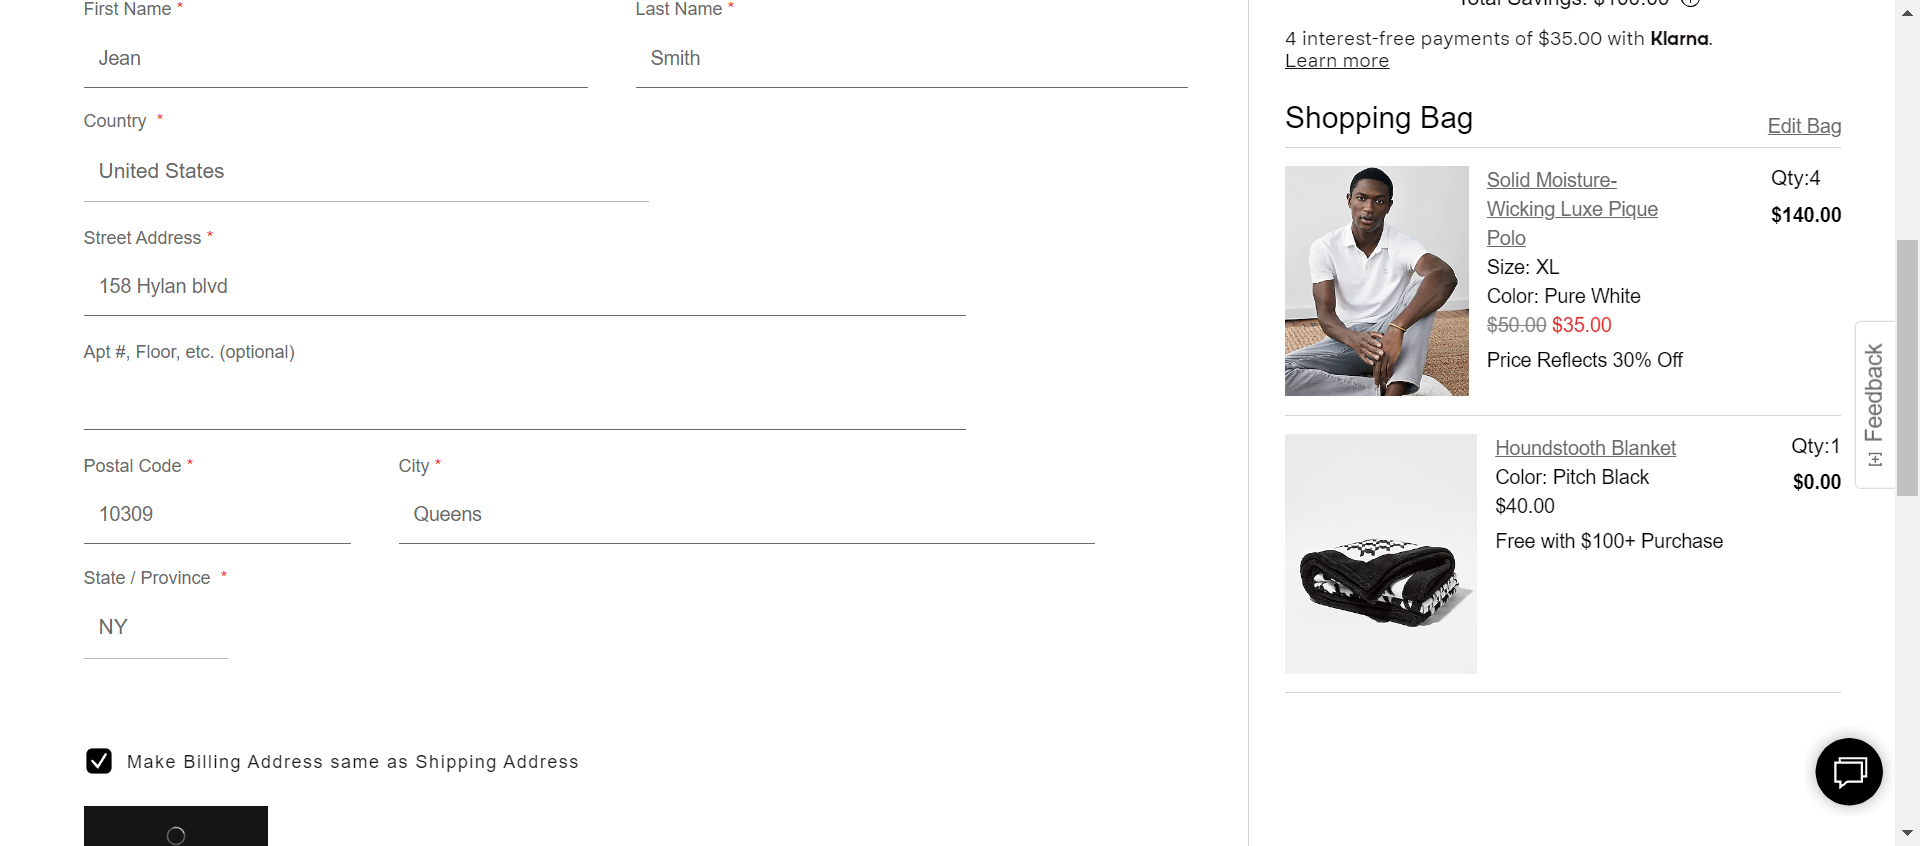 First Name *
Last Name *
Jean
Smith
Country *
United States
Street Address *
158 Hylan blvd
Apt #, Floor, etc. (optional)
Postal Code *
City *
10309
Queens
State / Province *
NY
Make Billing Address same as Shipping Address
Total Savings: $100.00
4 interest-free payments of $35.00 with Klarna.
Learn more
Shopping Bag
Edit Bag
Solid Moisture-
Wicking Luxe Pique
Polo
Size: XL
Color: Pure White
$50.00 $35.00
Price Reflects 30% Off
Qty:4
$140.00
Houndstooth Blanket
Color: Pitch Black
$40.00
Free with $100+ Purchase
Qty:1
$0.00
[+] Feedback